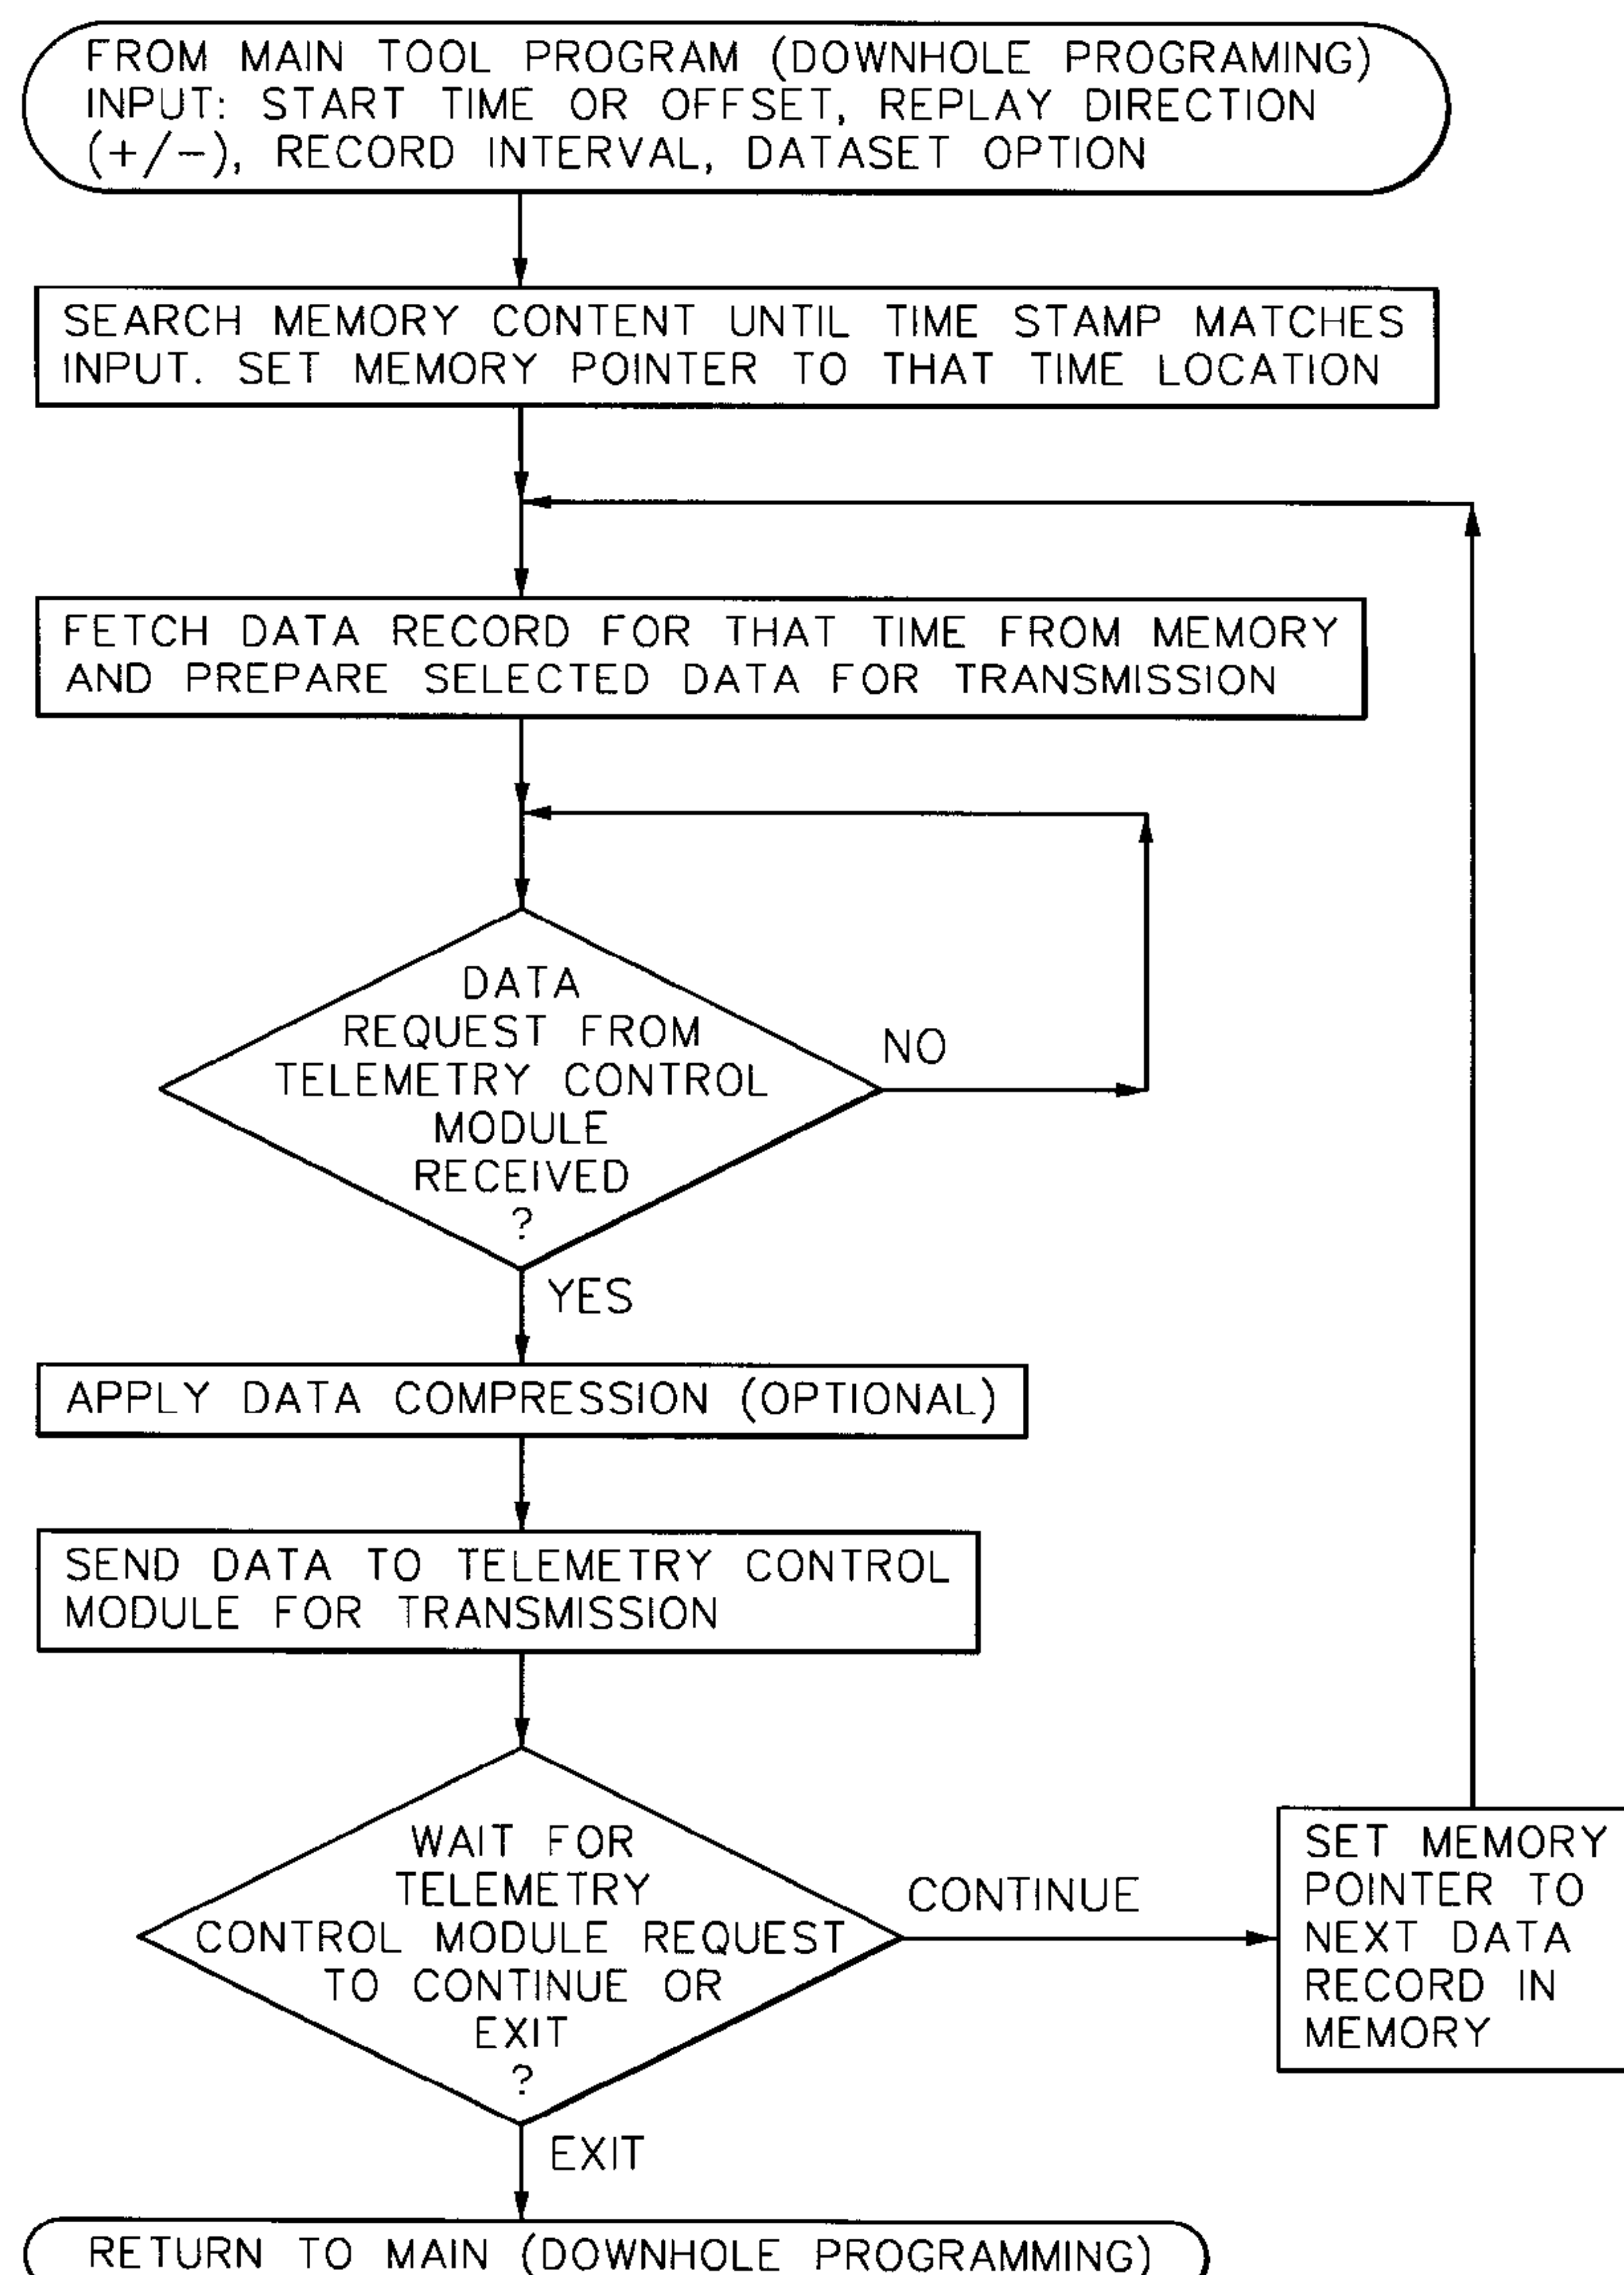 FROM MAIN TOOL PROGRAM (DOWNHOLE PROGRAMING)
INPUT: START TIME OR OFFSET, REPLAY DIRECTION
(+/-), RECORD INTERVAL, DATASET OPTION
SEARCH MEMORY CONTENT UNTIL TIME STAMP MATCHES
INPUT. SET MEMORY POINTER TO THAT TIME LOCATION
FETCH DATA RECORD FOR THAT TIME FROM MEMORY
AND PREPARE SELECTED DATA FOR TRANSMISSION
DATA
REQUEST FROM
TELEMETRY CONTROL
MODULE
RECEIVED
?
NO
YES
APPLY DATA COMPRESSION (OPTIONAL)
SEND DATA TO TELEMETRY CONTROL
MODULE FOR TRANSMISSION
WAIT FOR
TELEMETRY
CONTROL MODULE REQUEST
TO CONTINUE OR
EXIT
?
CONTINUE
SET MEMORY
POINTER TO
NEXT DATA
RECORD IN
MEMORY
EXIT
RETURN TO MAIN (DOWNHOLE PROGRAMMING)